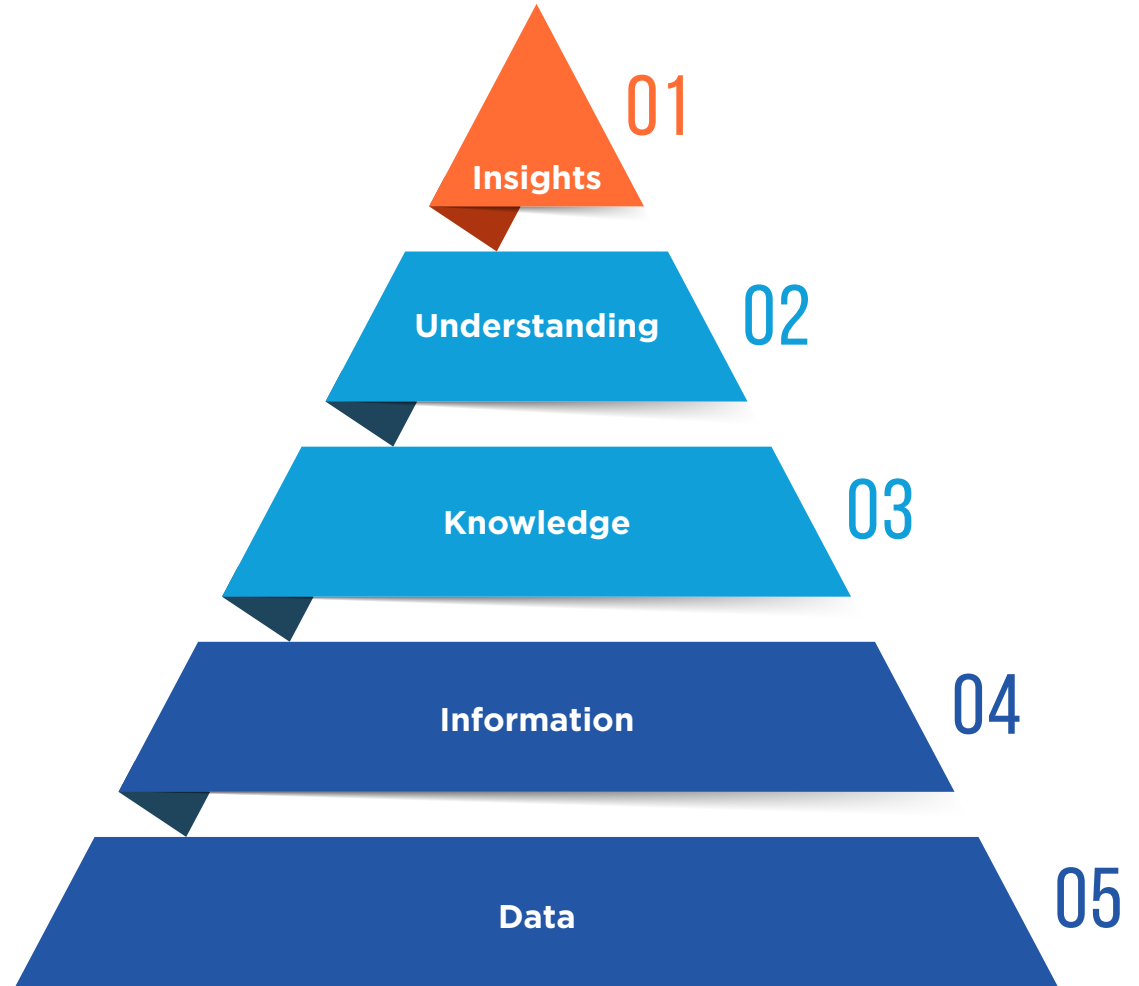 01
Insights
02
Understanding
03
Knowledge
04
Information
05
Data